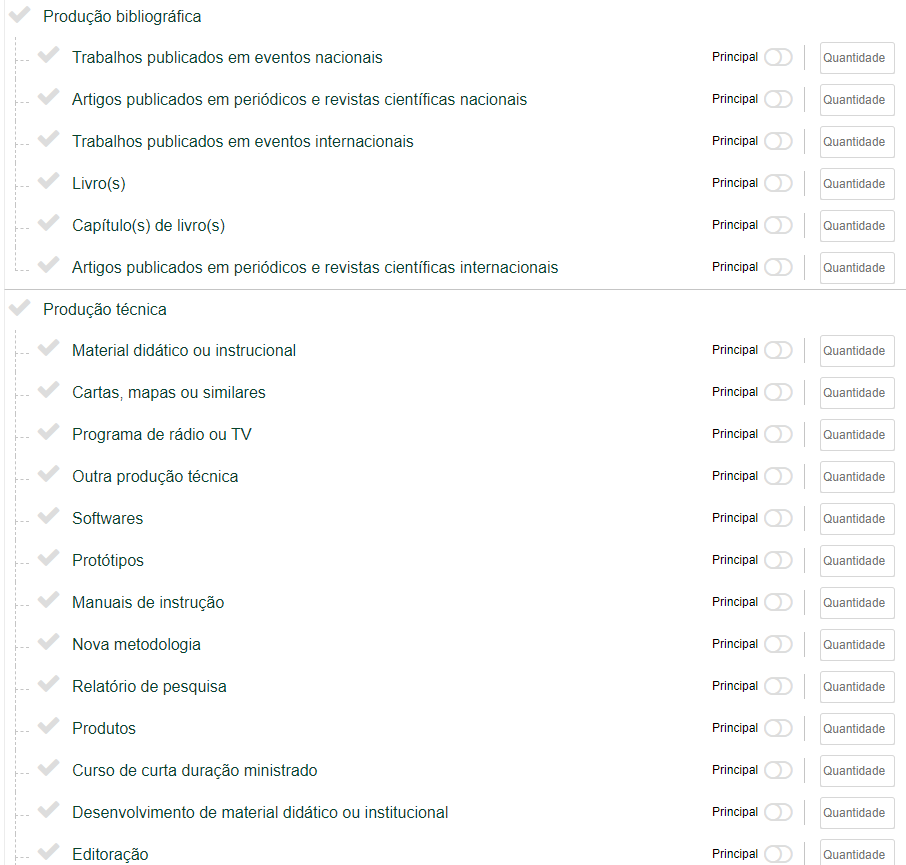 Produção bibliográfica
Trabalhos publicados em eventos nacionais Principal Quantidade
Artigos publicados em periódicos e revistas científicas nacionais Principal Quantidade
Trabalhos publicados em eventos internacionais Principal Quantidade
Livro(s) Principal Quantidade
Capítulo(s) de livro(s) Principal Quantidade
Artigos publicados em periódicos e revistas científicas internacionais Principal Quantidade
Produção técnica
Material didático ou instrucional Principal Quantidade
Cartas, mapas ou similares Principal Quantidade
Programa de rádio ou TV Principal Quantidade
Outra produção técnica Principal Quantidade
Softwares Principal Quantidade
Protótipos Principal Quantidade
Manuais de instrução Principal Quantidade
Nova metodologia Principal Quantidade
Relatório de pesquisa Principal Quantidade
Produtos Principal Quantidade
Curso de curta duração ministrado Principal Quantidade
Desenvolvimento de material didático ou institucional Principal Quantidade
Editoração Principal Quantidade